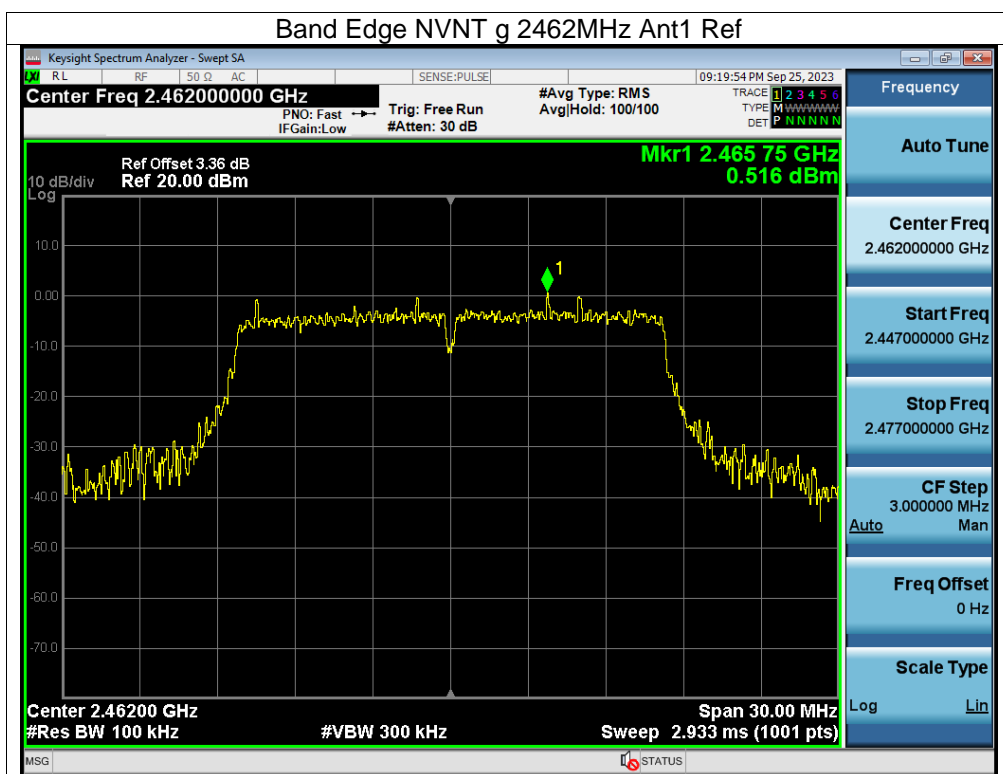 Band Edge NVNT g 2462MHz Ant1 Ref
Keysight Spectrum Analyzer - Swept SA
LXI RL RF 50 Ω AC SENSE:PULSE 09:19:54 PM Sep 25, 2023
Center Freq 2.462000000 GHz #Avg Type: RMS TRACE 1 2 3 4 5 6
PNO: Fast Trig: Free Run Avg|Hold: 100/100 TYPE M WWWWW
IFGain:Low #Atten: 30 dB DET P N N N N N
Mkr1 2.465 75 GHz
0.516 dBm
Ref Offset 3.36 dB
10 dB/div Ref 20.00 dBm
Log
10.0
1
0.00
-10.0
-20.0
-30.0
-40.0
-50.0
-60.0
-70.0
Center 2.46200 GHz Span 30.00 MHz
#Res BW 100 kHz #VBW 300 kHz Sweep 2.933 ms (1001 pts)
MSG STATUS
Frequency
Auto Tune
Center Freq
2.462000000 GHz
Start Freq
2.447000000 GHz
Stop Freq
2.477000000 GHz
CF Step
3.000000 MHz
Auto Man
Freq Offset
0 Hz
Scale Type
Log Lin